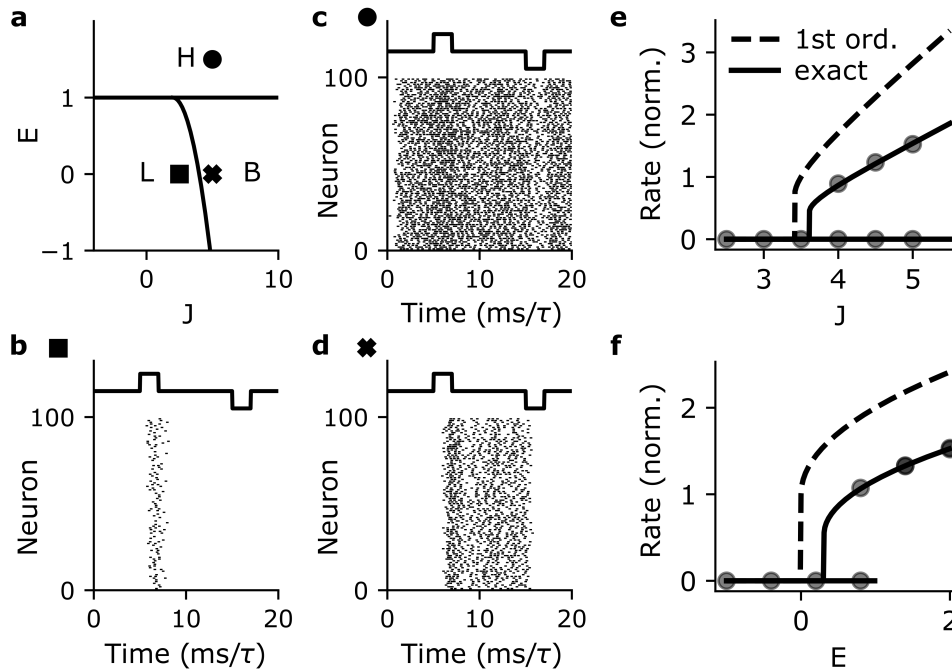 a
E
H
1
0
−1
L
B
0
10
J
b
100
Neuron
0
0
10
20
Time (ms/τ)
c
100
Neuron
0
0
10
20
Time (ms/τ)
d
100
Neuron
0
0
10
20
Time (ms/τ)
e
1st ord.
exact
Rate (norm.)
3
2
1
0
3
4
5
J
f
Rate (norm.)
2
1
0
0
2
E